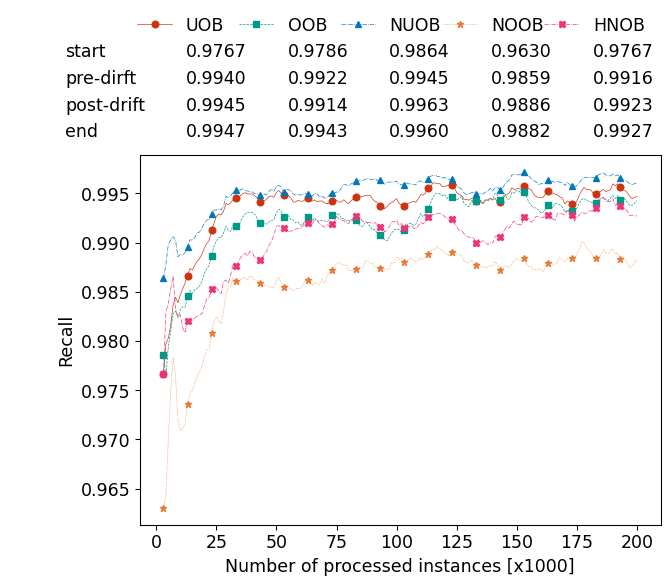 UOB OOB NUOB NOOB HNOB
start 0.9767 0.9786 0.9864 0.9630 0.9767
pre-dirft 0.9940 0.9922 0.9945 0.9859 0.9916
post-drift 0.9945 0.9914 0.9963 0.9886 0.9923
end 0.9947 0.9943 0.9960 0.9882 0.9927
0.995
0.990
0.985
0.980
0.975
0.970
0.965
Recall
0 25 50 75 100 125 150 175 200
Number of processed instances [x1000]